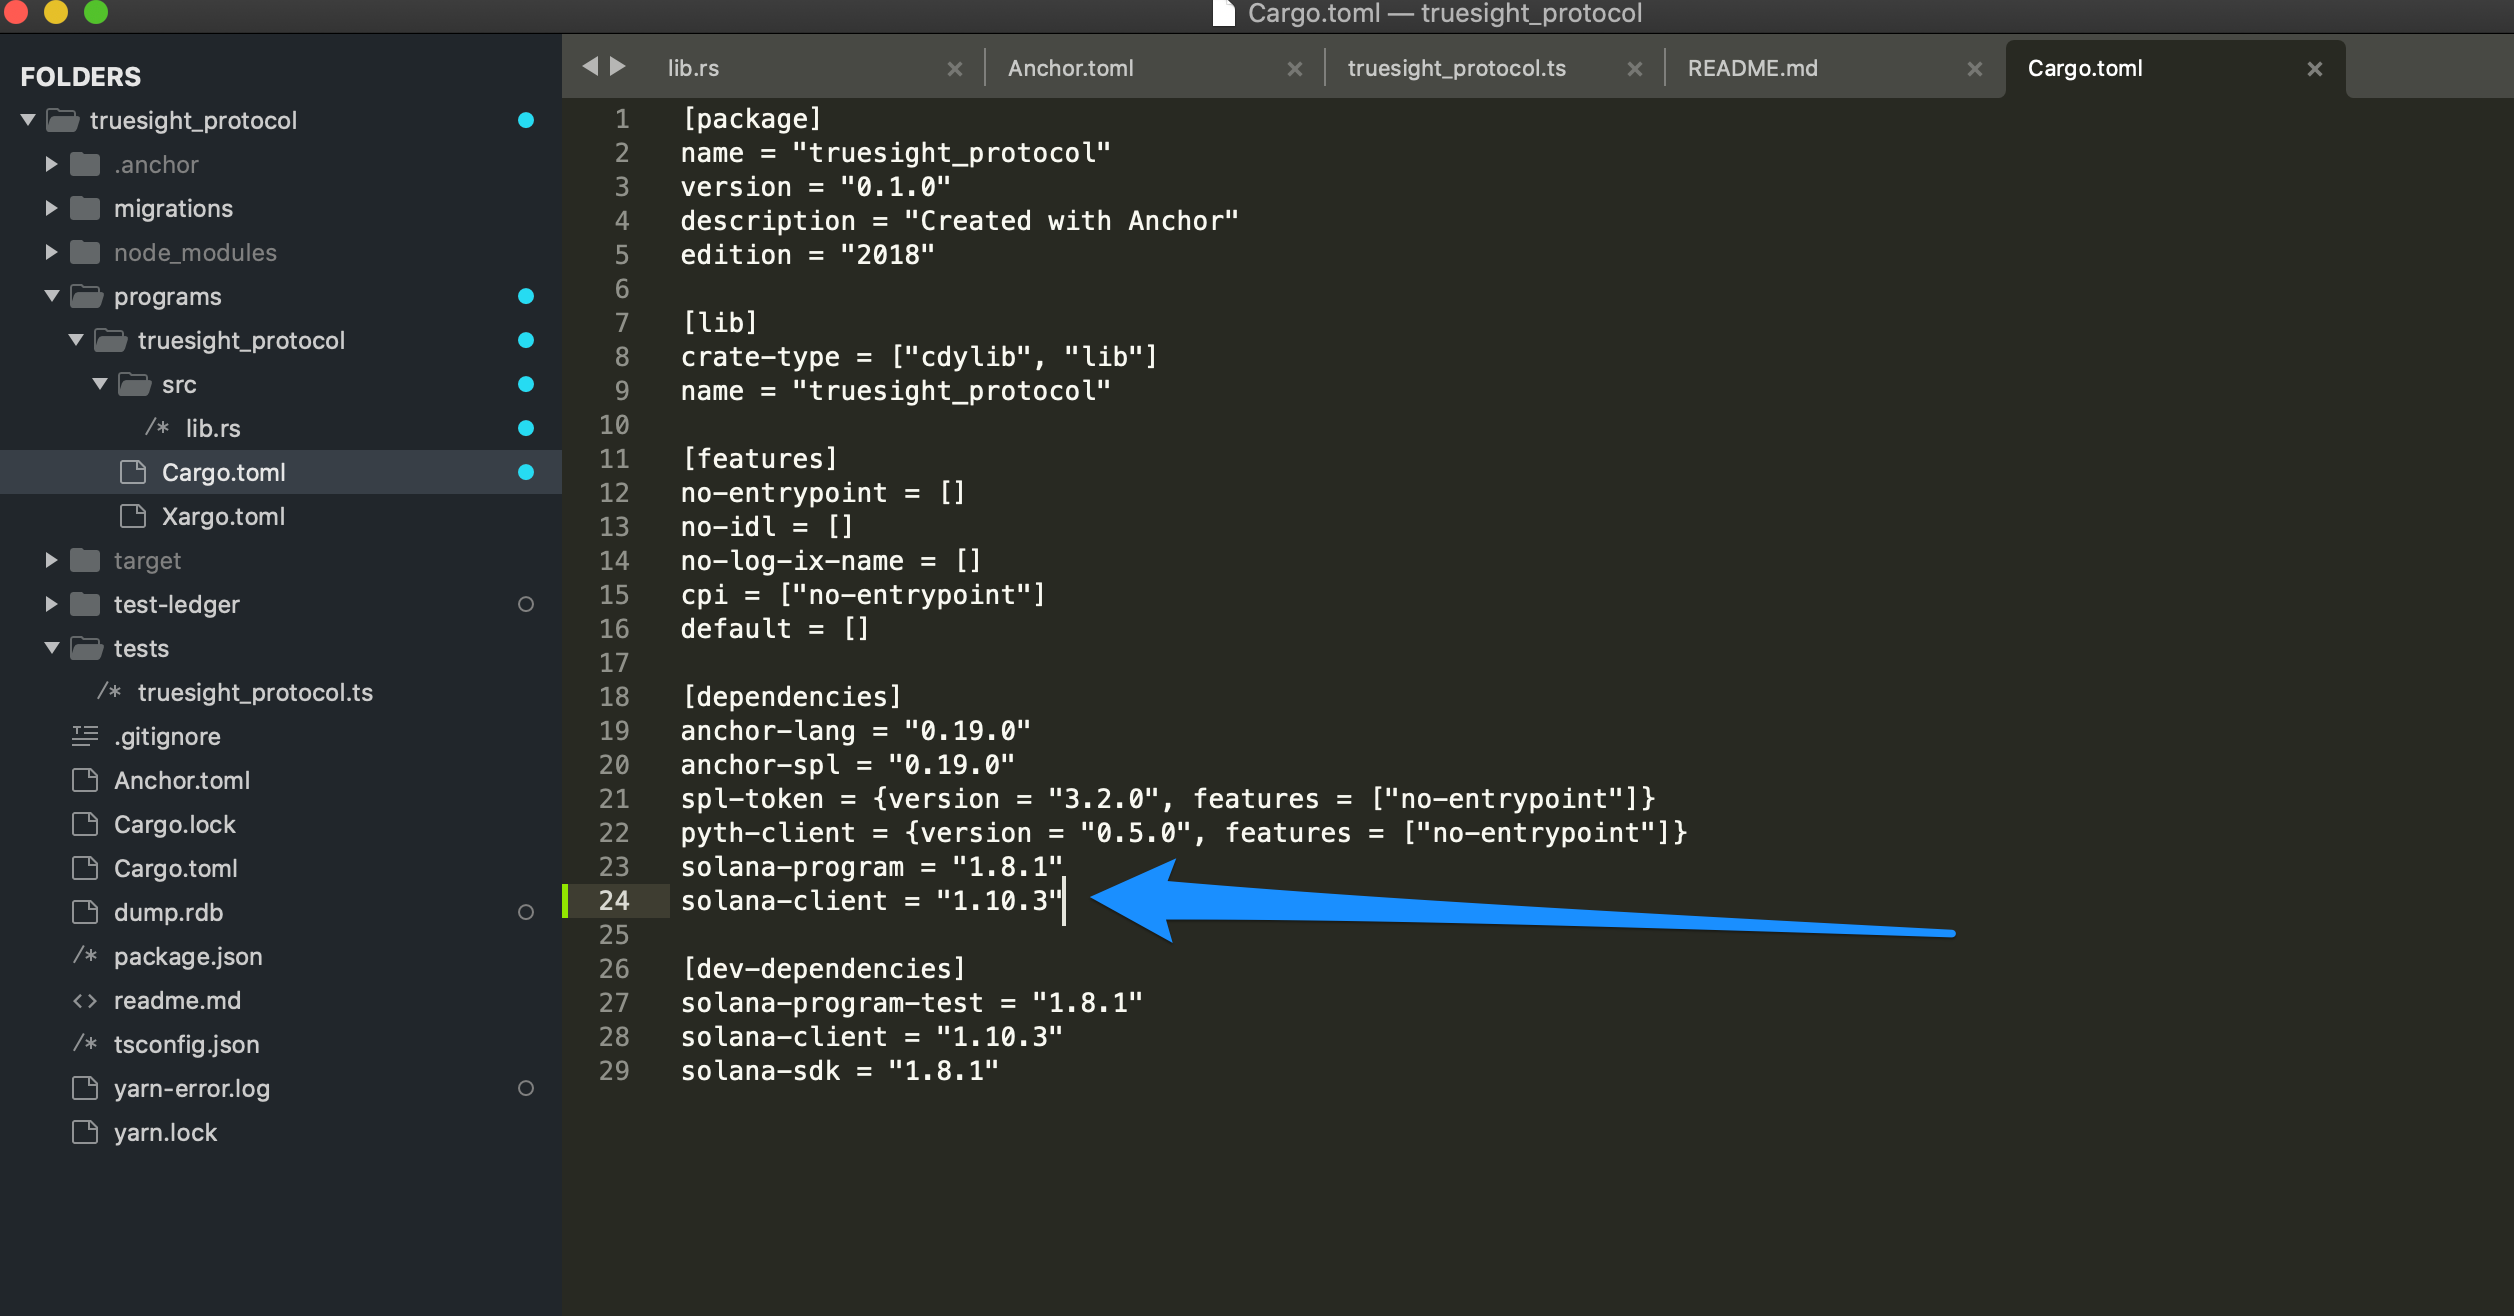 Cargo.toml — truesight_protocol
FOLDERS
truesight_protocol
.anchor
migrations
node_modules
programs
truesight_protocol
src
/* lib.rs
Cargo.toml
Xargo.toml
target
test-ledger
tests
/* truesight_protocol.ts
.gitignore
Anchor.toml
Cargo.lock
Cargo.toml
dump.rdb
/* package.json
<> readme.md
/* tsconfig.json
yarn-error.log
yarn.lock
lib.rs × Anchor.toml × truesight_protocol.ts × README.md × Cargo.toml ×
1 [package]
2 name = "truesight_protocol"
3 version = "0.1.0"
4 description = "Created with Anchor"
5 edition = "2018"
6
7 [lib]
8 crate-type = ["cdylib", "lib"]
9 name = "truesight_protocol"
10
11 [features]
12 no-entrypoint = []
13 no-idl = []
14 no-log-ix-name = []
15 cpi = ["no-entrypoint"]
16 default = []
17
18 [dependencies]
19 anchor-lang = "0.19.0"
20 anchor-spl = "0.19.0"
21 spl-token = {version = "3.2.0", features = ["no-entrypoint"]}
22 pyth-client = {version = "0.5.0", features = ["no-entrypoint"]}
23 solana-program = "1.8.1"
24 solana-client = "1.10.3"
25
26 [dev-dependencies]
27 solana-program-test = "1.8.1"
28 solana-client = "1.10.3"
29 solana-sdk = "1.8.1"